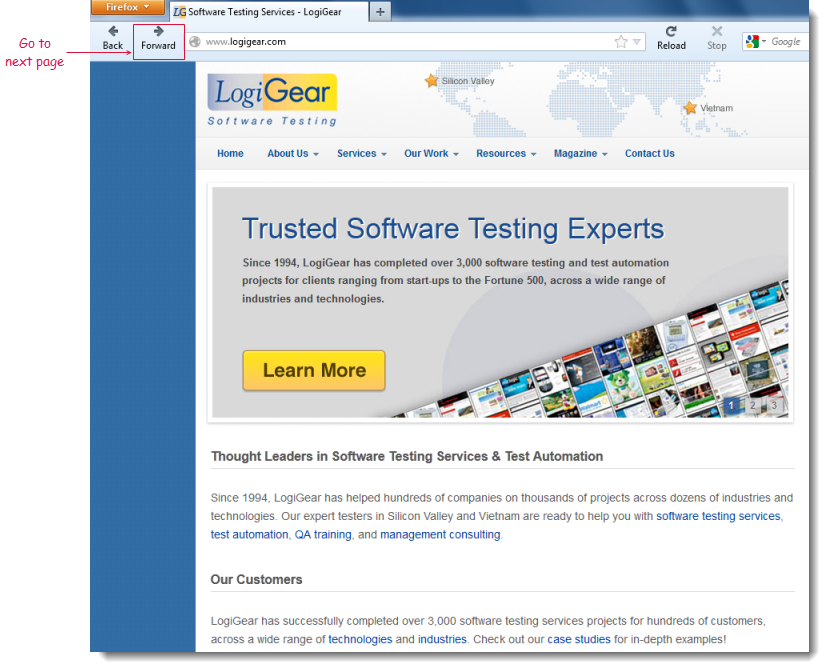 Firefox
LG Software Testing Services - LogiGear
+
Go to
next page
Back
Forward
www.logigear.com
Reload
Stop
Google
LogiGear
Software Testing
Silicon Valley
Vietnam
Home About Us Services Our Work Resources Magazine Contact Us
Trusted Software Testing Experts
Since 1994, LogiGear has completed over 3,000 software testing and test automation
projects for clients ranging from start-ups to the Fortune 500, across a wide range of
industries and technologies.
Learn More
1 2 3
Thought Leaders in Software Testing Services & Test Automation
Since 1994, LogiGear has helped hundreds of companies on thousands of projects across dozens of industries and
technologies. Our expert testers in Silicon Valley and Vietnam are ready to help you with software testing services,
test automation, QA training, and management consulting.
Our Customers
LogiGear has successfully completed over 3,000 software testing services projects for hundreds of customers,
across a wide range of technologies and industries. Check out our case studies for in-depth examples!